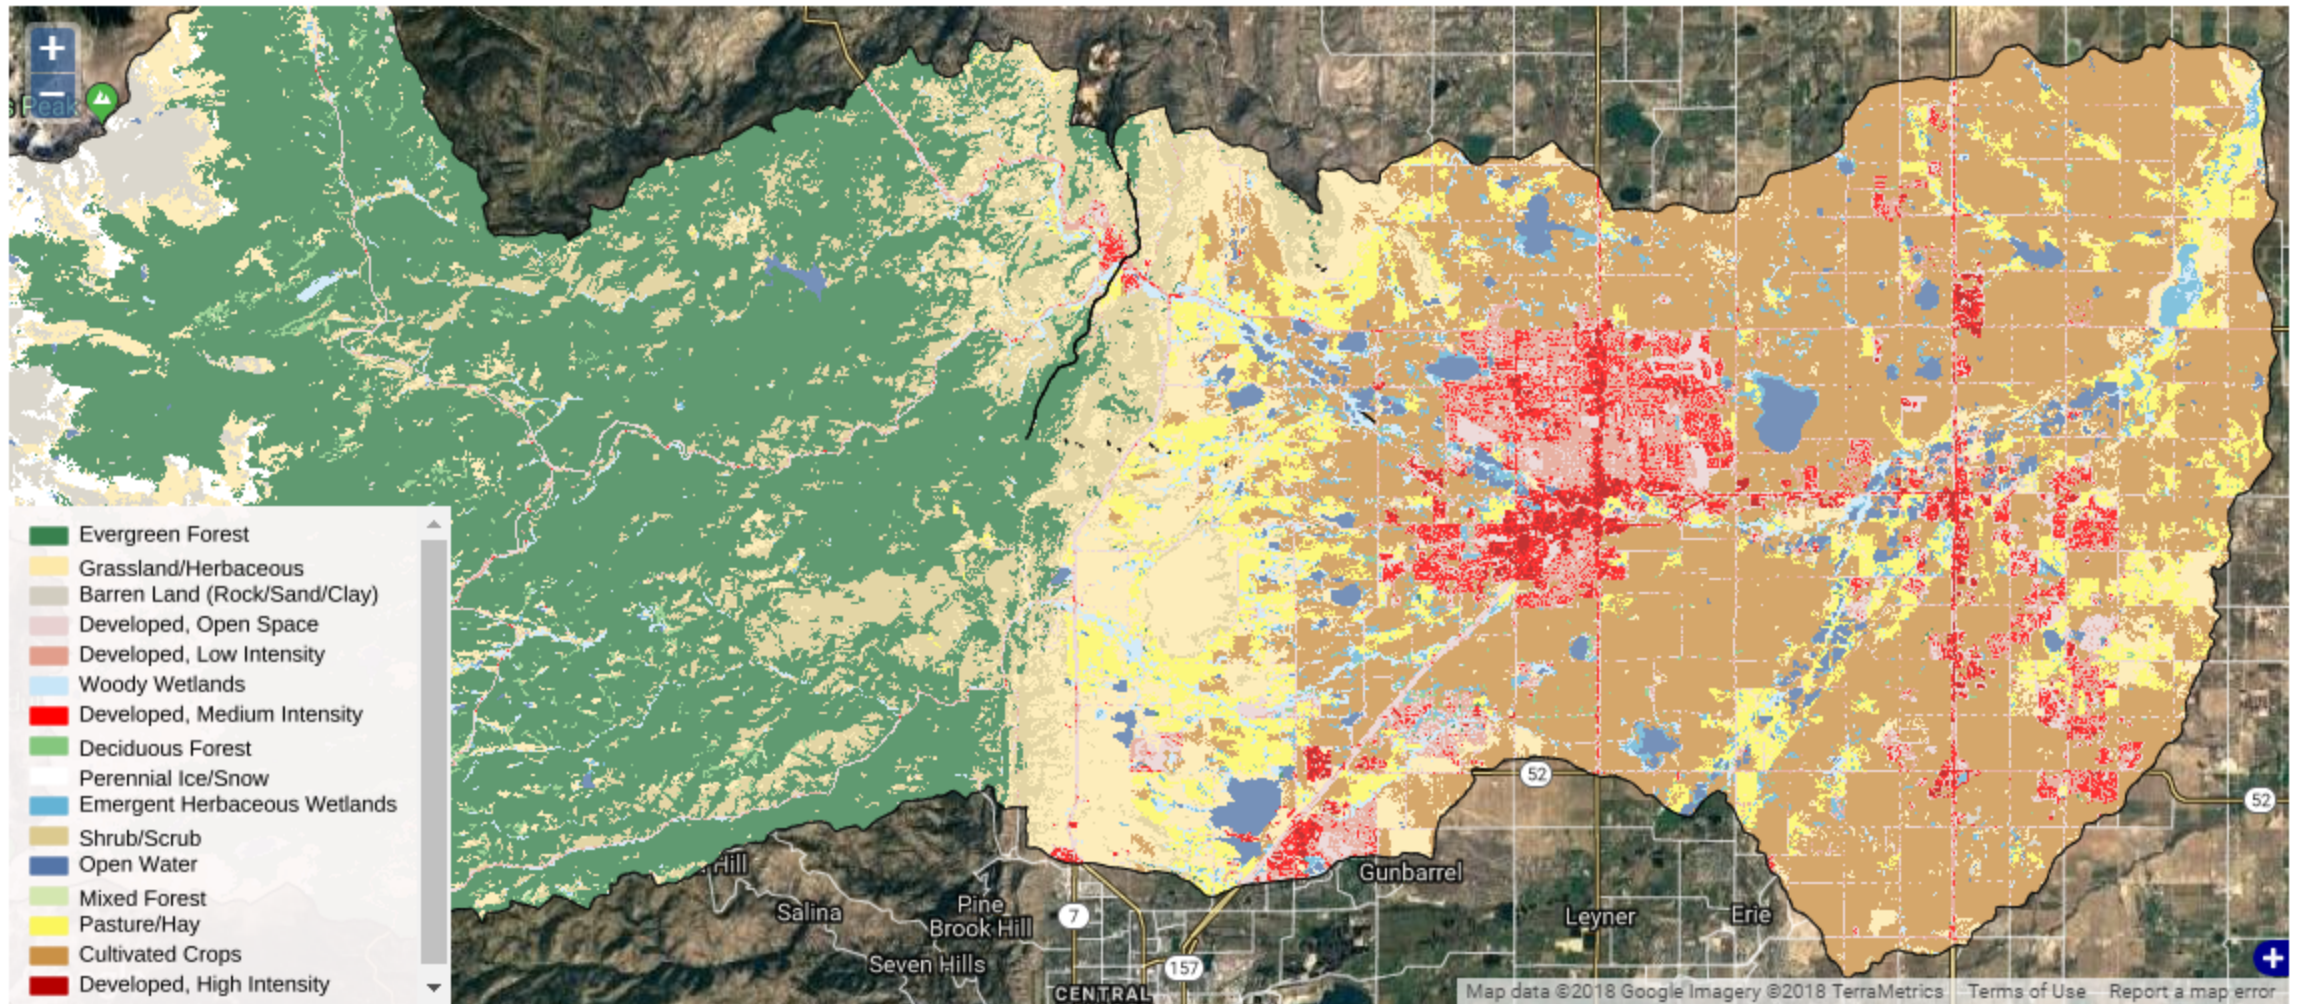 +
−
Peak
Evergreen Forest
Grassland/Herbaceous
Barren Land (Rock/Sand/Clay)
Developed, Open Space
Developed, Low Intensity
Woody Wetlands
Developed, Medium Intensity
Deciduous Forest
Perennial Ice/Snow
Emergent Herbaceous Wetlands
Shrub/Scrub
Open Water
Mixed Forest
Pasture/Hay
Cultivated Crops
Developed, High Intensity
52
52
Hill
Gunbarrel
Salina
Pine
Brook Hill
7
Leyner
Erie
Seven Hills
157
CENTRAL
+
Map data ©2018 Google Imagery ©2018 TerraMetrics
Terms of Use
Report a map error